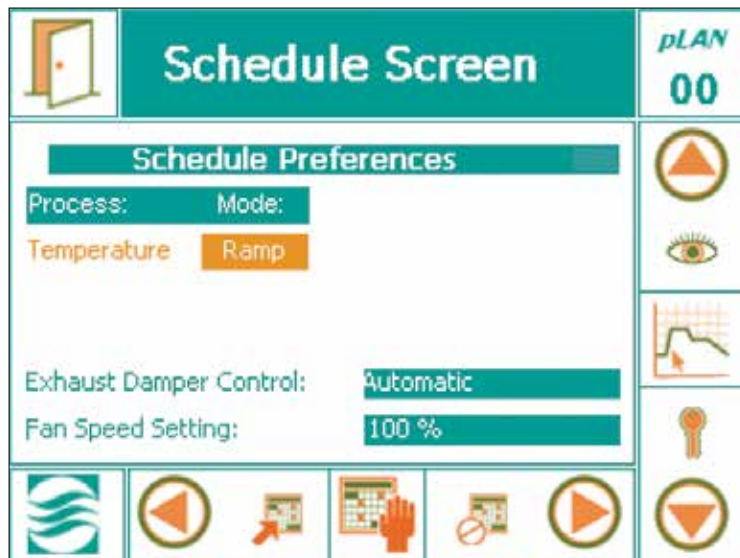 Schedule Screen
pLAN
00
Schedule Preferences
Process: Mode:
Temperature Ramp
Exhaust Damper Control: Automatic
Fan Speed Setting: 100 %